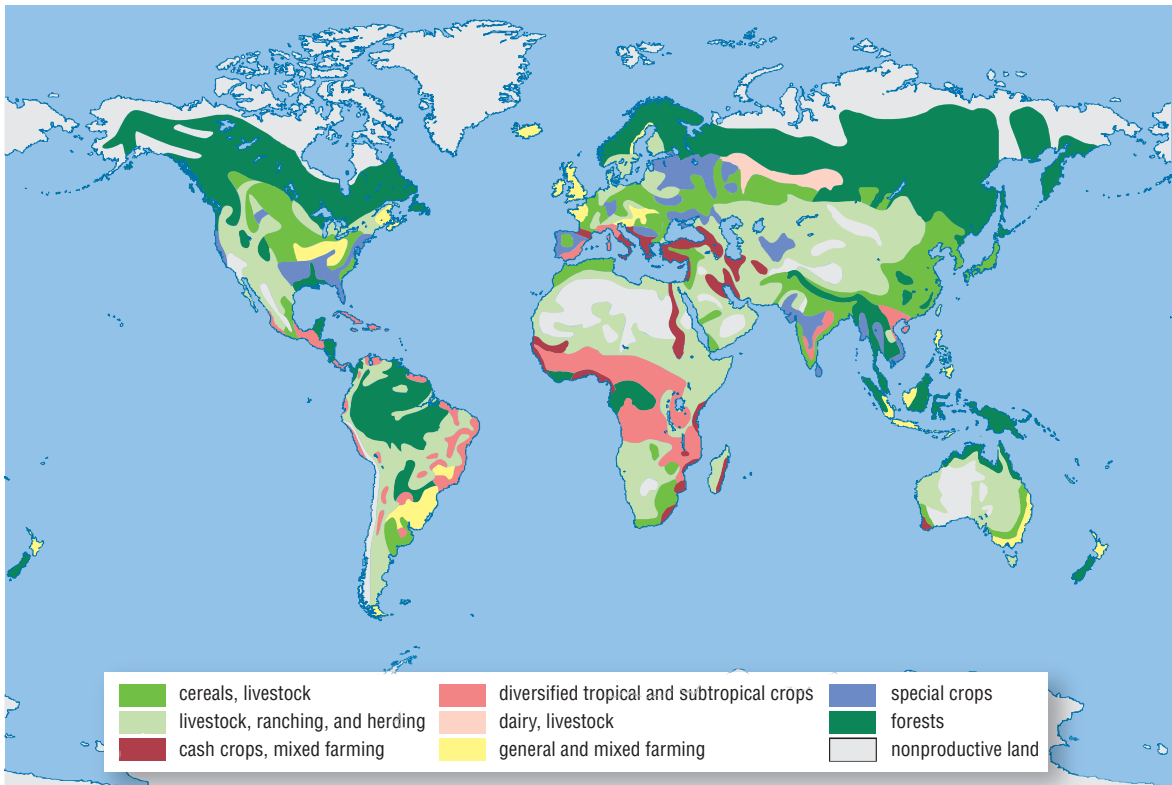 cereals, livestock
livestock, ranching, and herding
cash crops, mixed farming
diversified tropical and subtropical crops
dairy, livestock
general and mixed farming
special crops
forests
nonproductive land